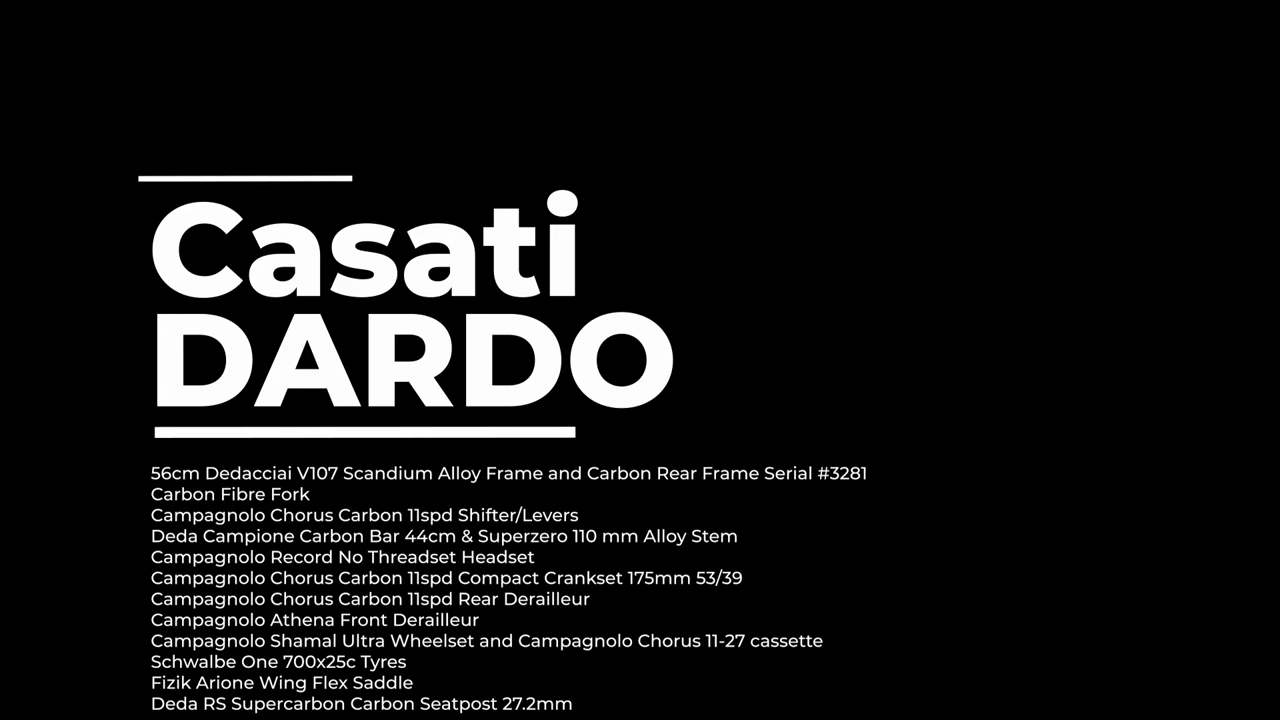 Casati
DARDO
56cm Dedacciai V107 Scandium Alloy Frame and Carbon Rear Frame Serial #3281
Carbon Fibre Fork
Campagnolo Chorus Carbon 11spd Shifter/Levers
Deda Campione Carbon Bar 44cm & Superzero 110 mm Alloy Stem
Campagnolo Record No Threadset Headset
Campagnolo Chorus Carbon 11spd Compact Crankset 175mm 53/39
Campagnolo Chorus Carbon 11spd Rear Derailleur
Campagnolo Athena Front Derailleur
Campagnolo Shamal Ultra Wheelset and Campagnolo Chorus 11-27 cassette
Schwalbe One 700x25c Tyres
Fizik Arione Wing Flex Saddle
Deda RS Supercarbon Carbon Seatpost 27.2mm